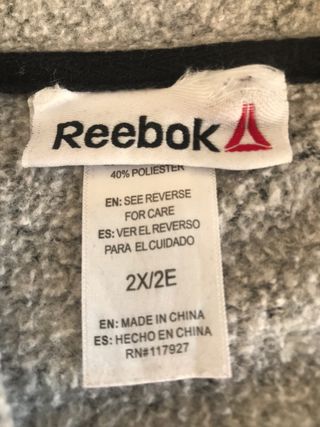 Reebok
40% POLIESTER
EN: SEE REVERSE
FOR CARE
ES: VER EL REVERSO
PARA EL CUIDADO
2X/2E
EN: MADE IN CHINA
ES: HECHO EN CHINA
RN#117927